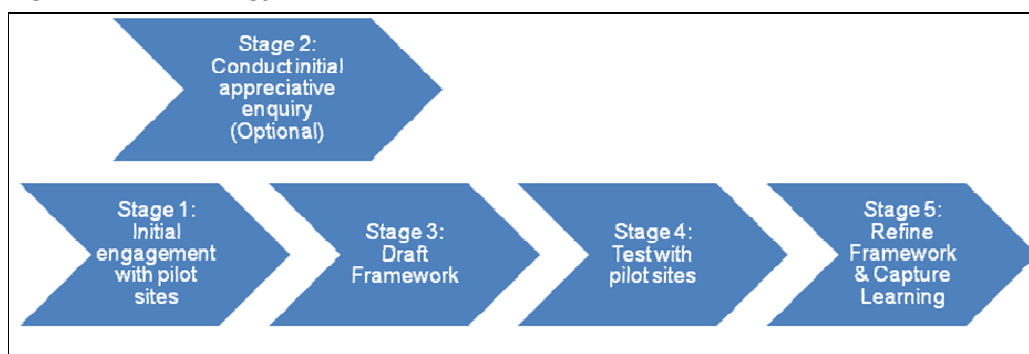 Stage 2:
Conduct initial
appreciative
enquiry
(Optional)
Stage 1:
Initial
engagement
with pilot
sites
Stage 3:
Draft
Framework
Stage 4:
Test with
pilot sites
Stage 5:
Refine
Framework
& Capture
Learning